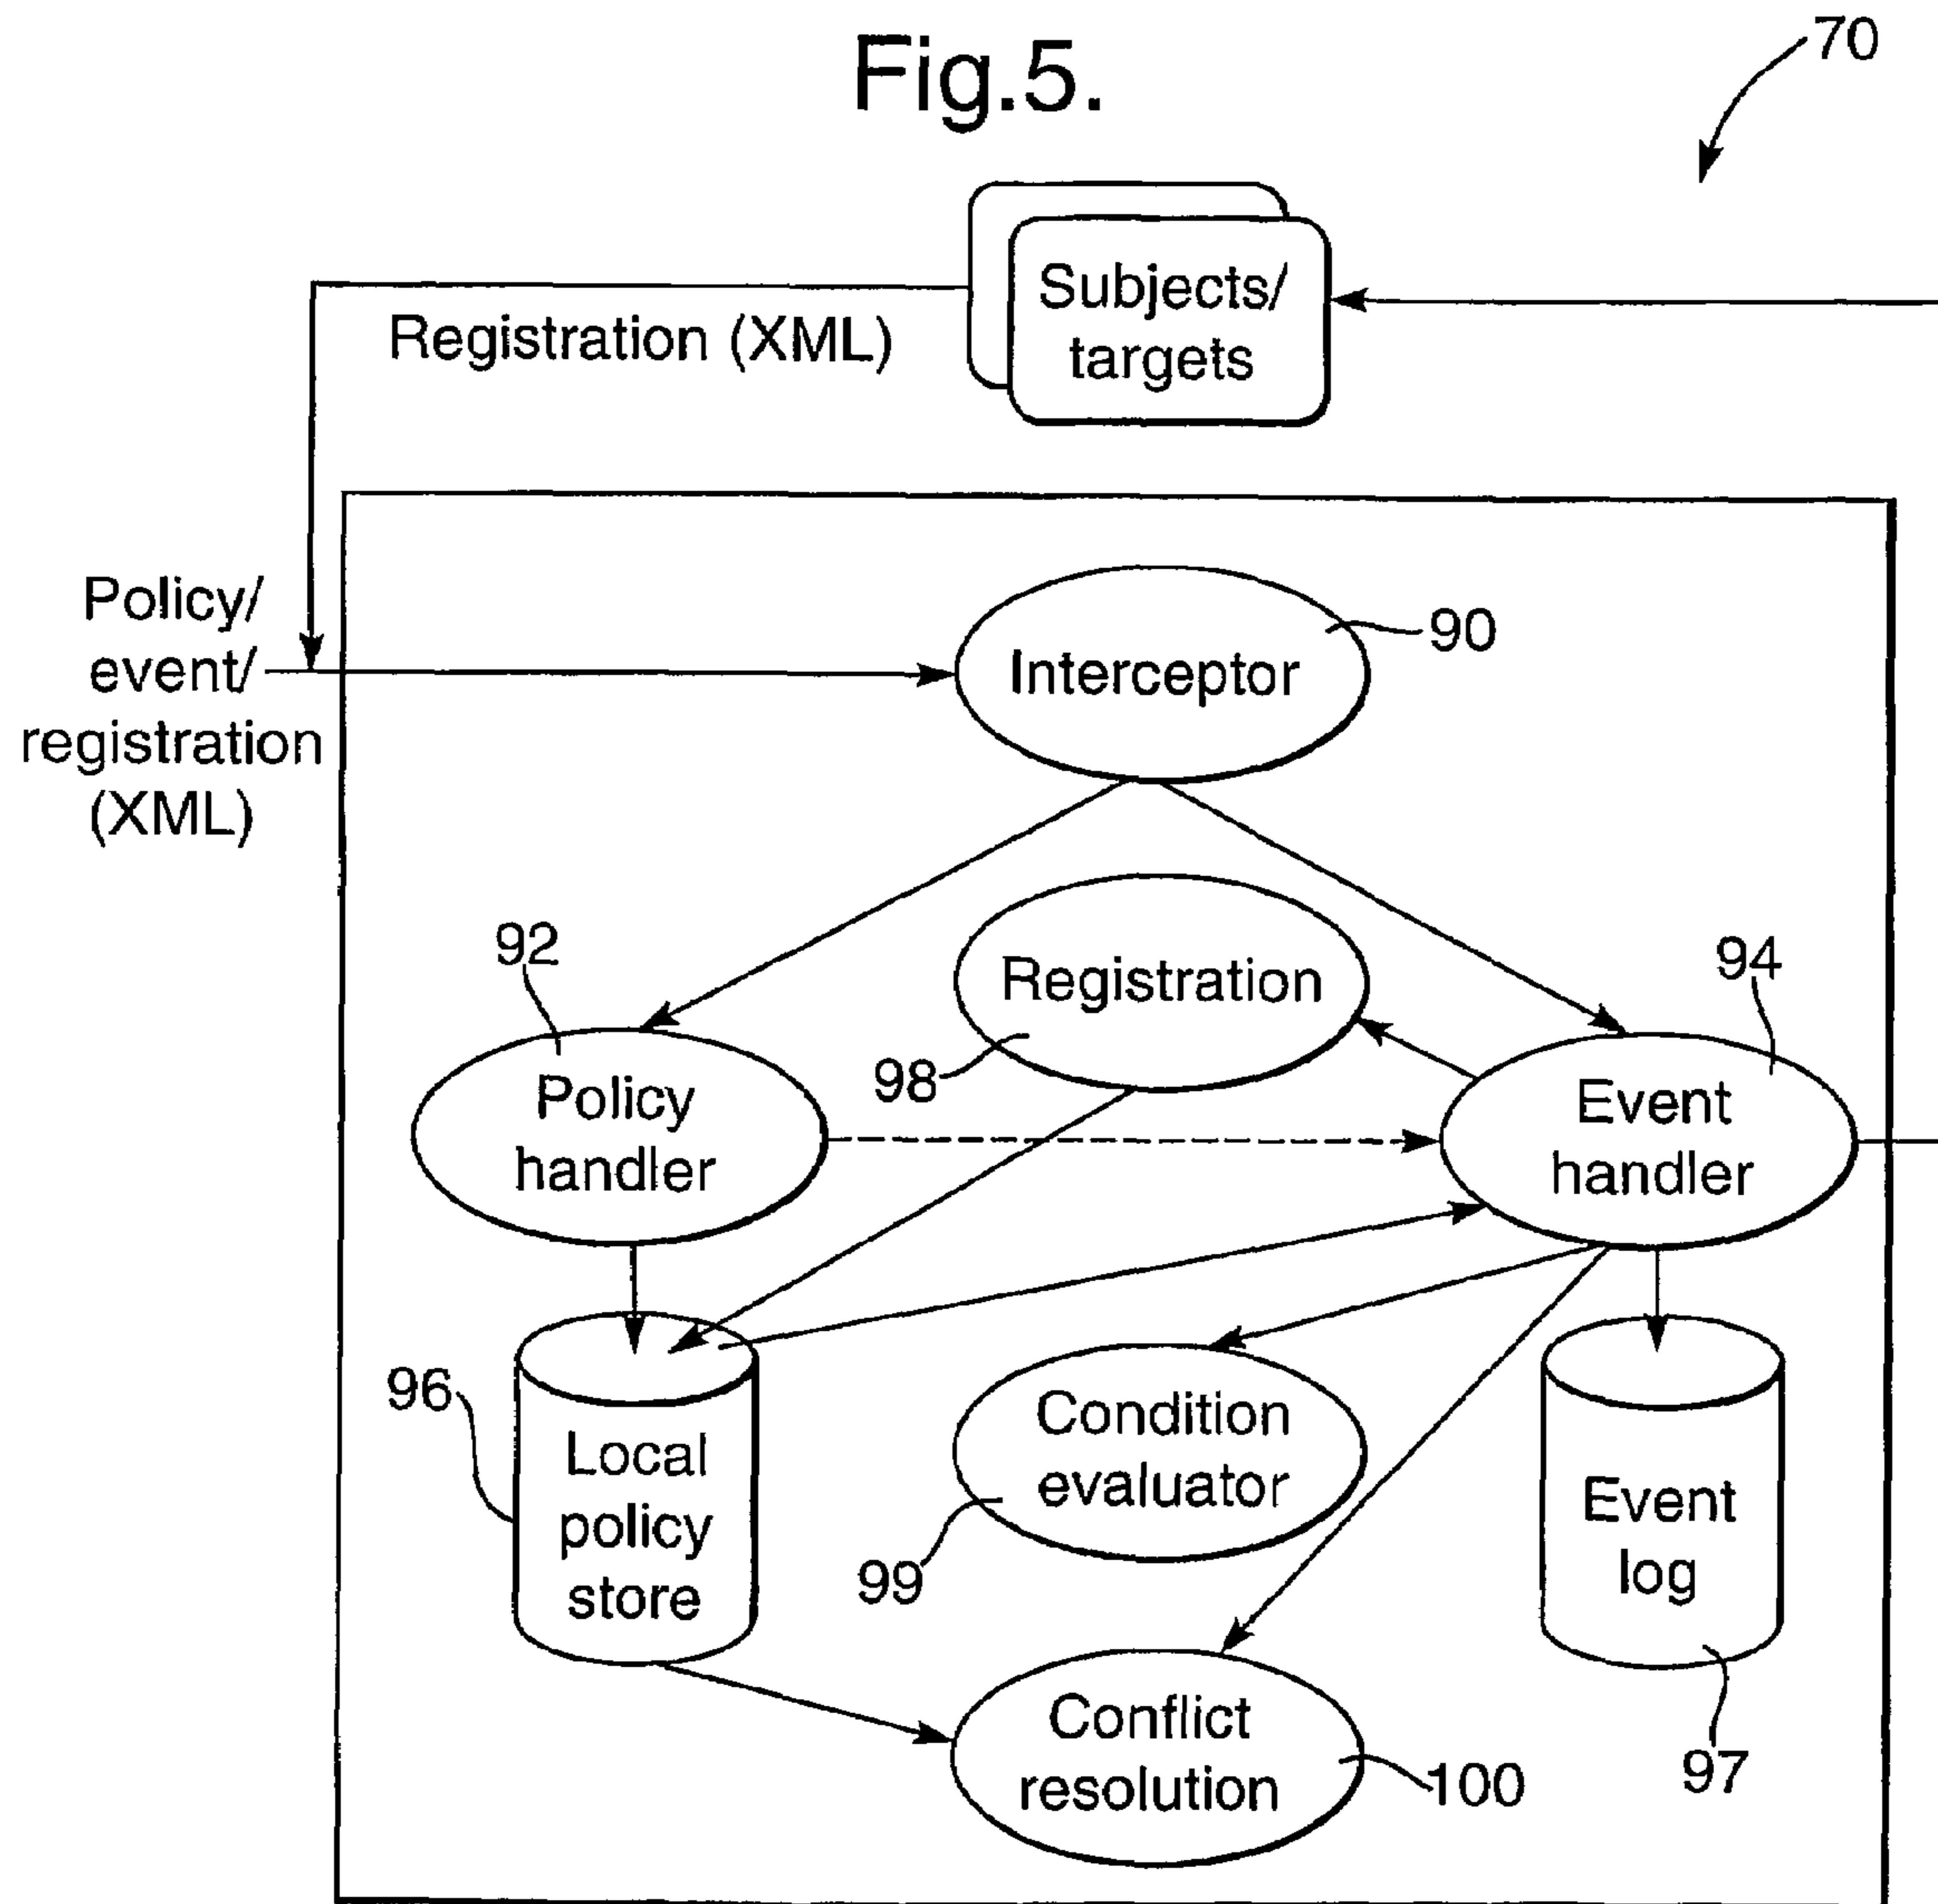 Fig.5.
70
Subjects/
targets
Registration (XML)
Policy/
event/
registration
(XML)
Interceptor
90
Registration
98
92
Policy
handler
94
Event
handler
96
Local
policy
store
Condition
evaluator
99
Event
log
97
Conflict
resolution
100